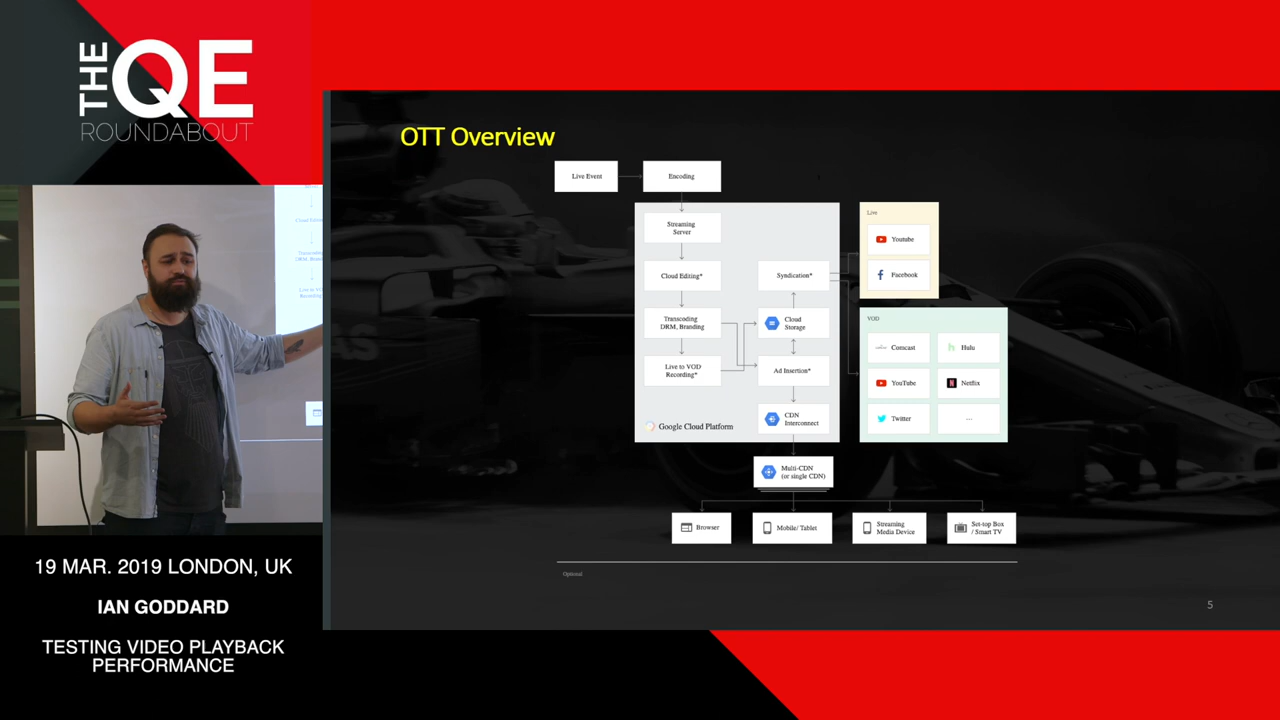 THE
QE
ROUNDABOUT
OTT Overview
Live Event
Encoding
Streaming
Server
Cloud Editing*
Transcoding
DRM, Branding
Live to VOD
Recording*
Syndication*
Cloud
Storage
Ad Insertion*
CDN
Interconnect
Google Cloud Platform
Live
Youtube
Facebook
VOD
Comcast
Hulu
YouTube
Netflix
Twitter
...
Multi-CDN
(or single CDN)
Browser
Mobile/ Tablet
Streaming
Media Device
Set-top Box
/ Smart TV
Optional
5
19 MAR. 2019 LONDON, UK
IAN GODDARD
TESTING VIDEO PLAYBACK
PERFORMANCE